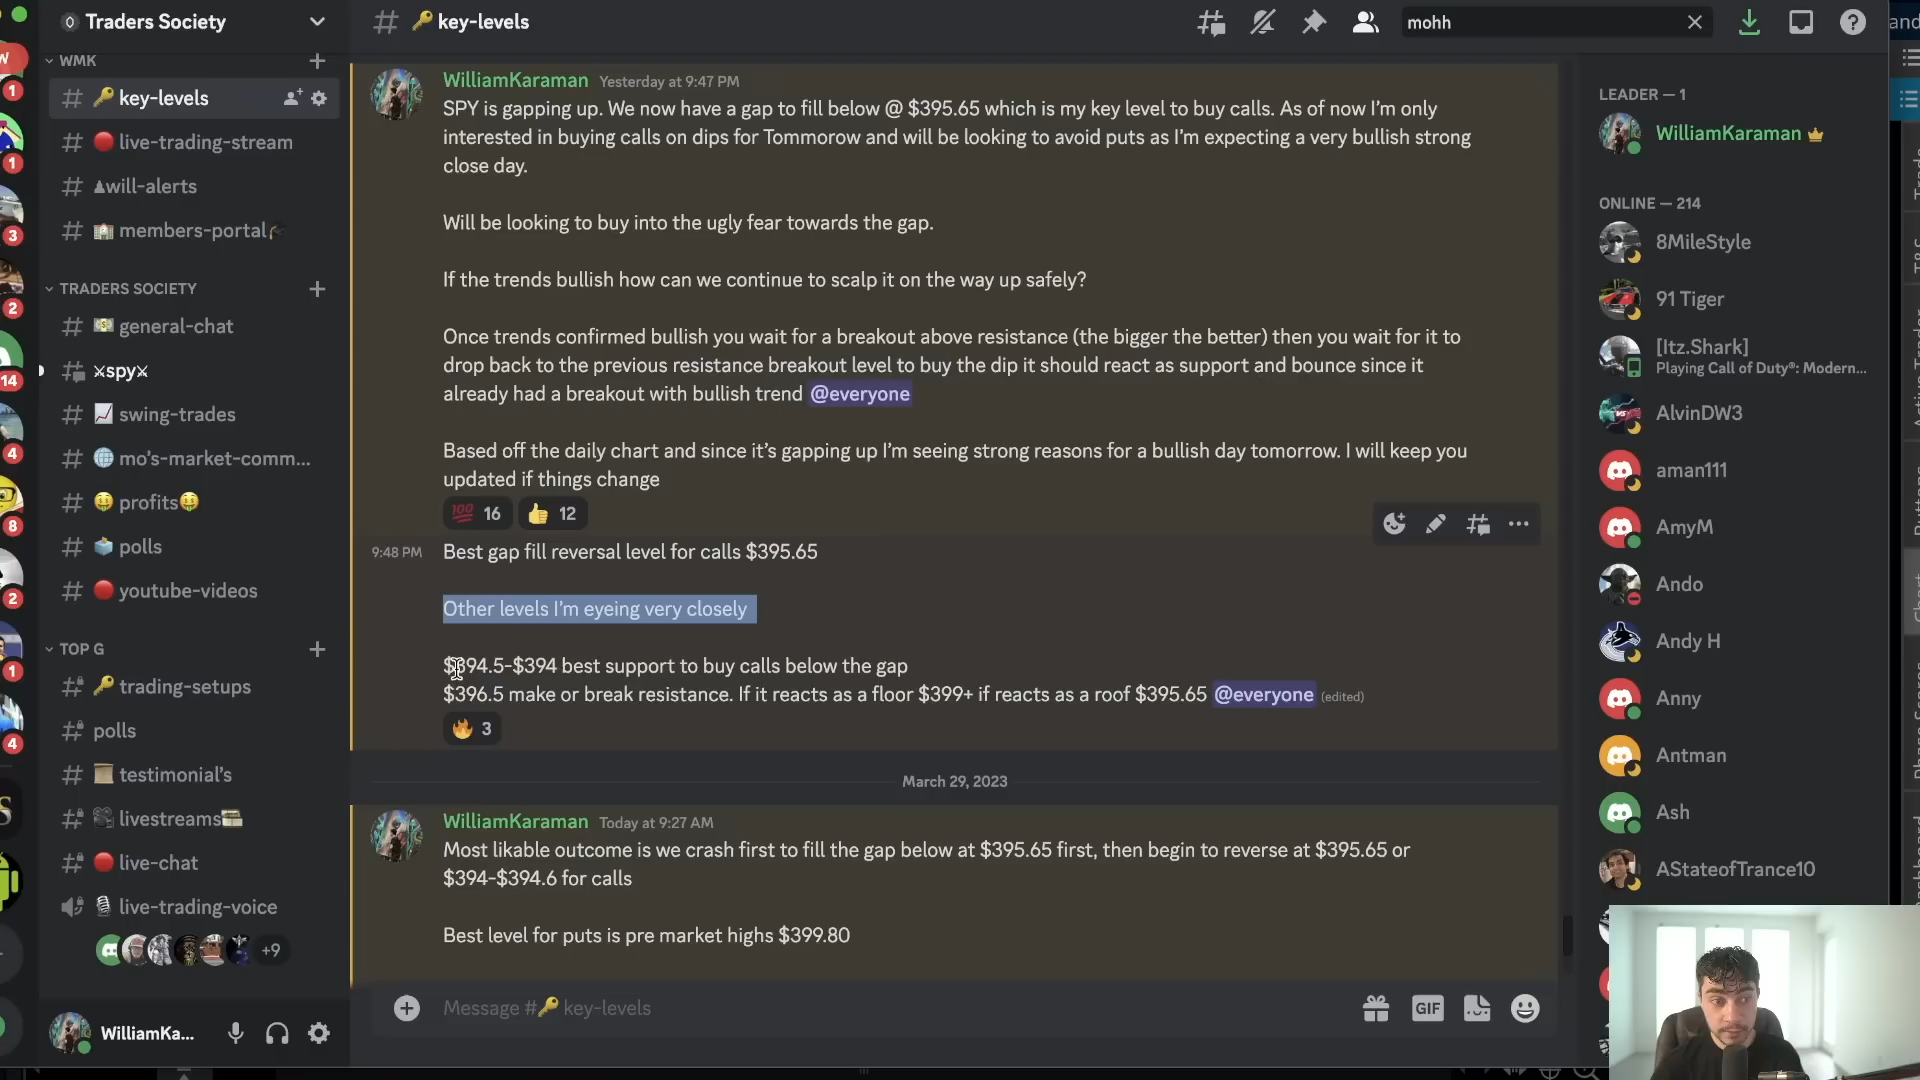 Traders Society
WMK
key-levels
live-trading-stream
will-alerts
members-portal
TRADERS SOCIETY
general-chat
spy
swing-trades
mo's-market-comm...
profits
polls
youtube-videos
TOP G
trading-setups
polls
testimonial's
livestreams
live-chat
live-trading-voice
+9
WilliamKa...
1
1
3
2
14
4
8
2
1
4
key-levels
mohh
WilliamKaraman Yesterday at 9:47 PM
SPY is gapping up. We now have a gap to fill below @ $395.65 which is my key level to buy calls. As of now I'm only
interested in buying calls on dips for Tommorow and will be looking to avoid puts as I'm expecting a very bullish strong
close day.
Will be looking to buy into the ugly fear towards the gap.
If the trends bullish how can we continue to scalp it on the way up safely?
Once trends confirmed bullish you wait for a breakout above resistance (the bigger the better) then you wait for it to
drop back to the previous resistance breakout level to buy the dip it should react as support and bounce since it
already had a breakout with bullish trend @everyone
Based off the daily chart and since it's gapping up I'm seeing strong reasons for a bullish day tomorrow. I will keep you
updated if things change
100 16 12
9:48 PM Best gap fill reversal level for calls $395.65
Other levels I'm eyeing very closely
$394.5-$394 best support to buy calls below the gap
$396.5 make or break resistance. If it reacts as a floor $399+ if reacts as a roof $395.65 @everyone (edited)
3
March 29, 2023
WilliamKaraman Today at 9:27 AM
Most likable outcome is we crash first to fill the gap below at $395.65 first, then begin to reverse at $395.65 or
$394-$394.6 for calls
Best level for puts is pre market highs $399.80
Message # key-levels
GIF
LEADER — 1
WilliamKaraman
ONLINE — 214
8MileStyle
91 Tiger
[Itz.Shark]
Playing Call of Duty®: Modern...
AlvinDW3
aman111
AmyM
Ando
Andy H
Anny
Antman
Ash
AStateofTrance10